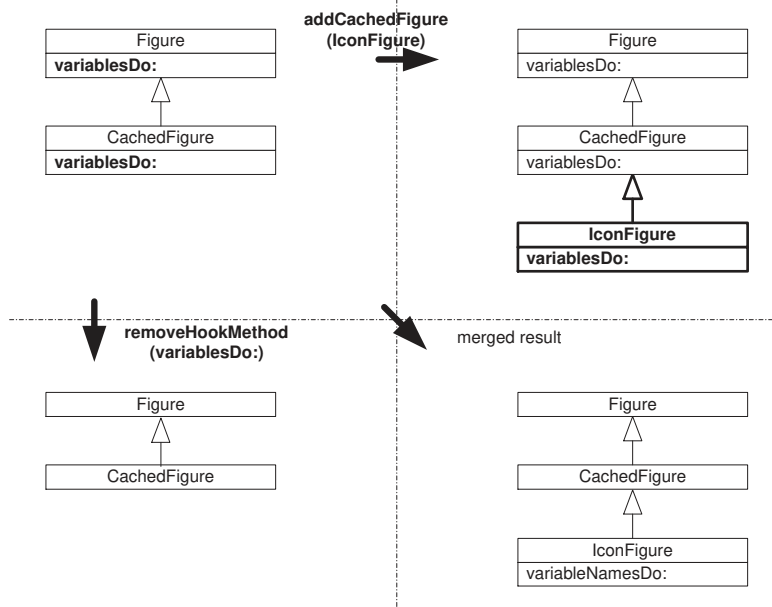 addCachedFigure
(IconFigure)
Figure
variablesDo:
CachedFigure
variablesDo:
Figure
variablesDo:
CachedFigure
variablesDo:
IconFigure
variablesDo:
removeHookMethod
(variablesDo:)
merged result
Figure
CachedFigure
Figure
CachedFigure
IconFigure
variableNamesDo: